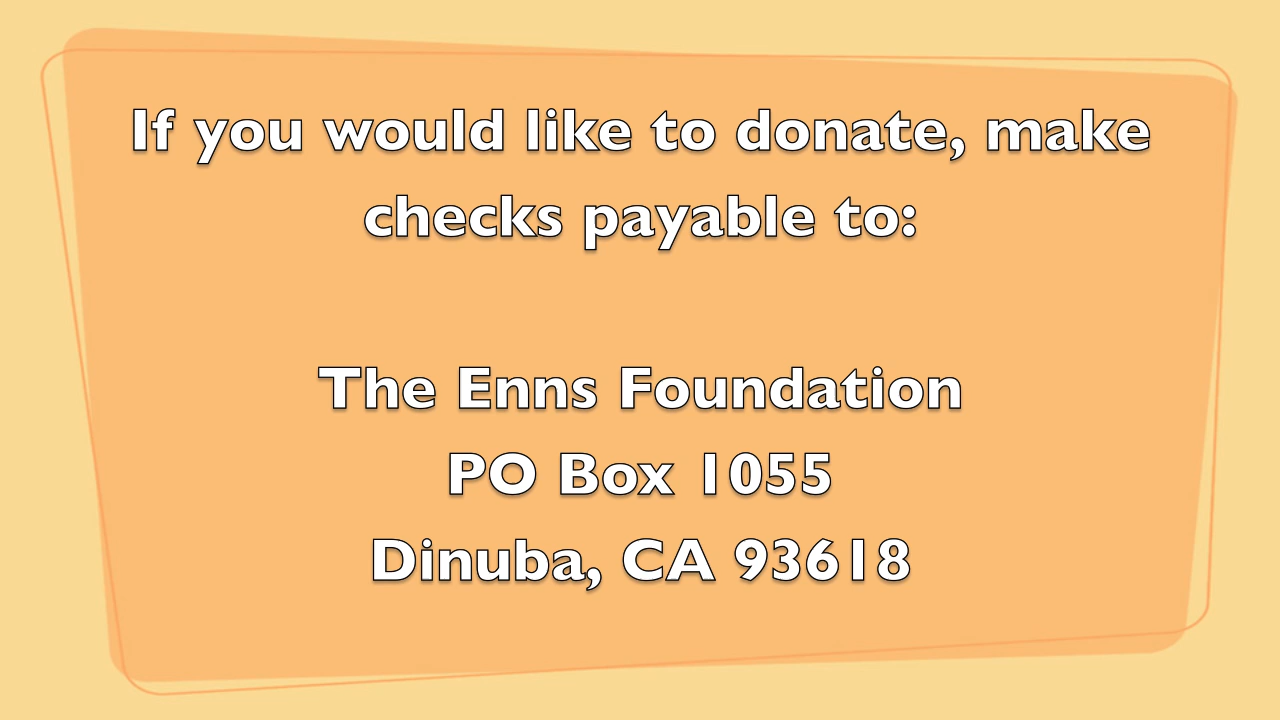 If you would like to donate, make
checks payable to:
The Enns Foundation
PO Box 1055
Dinuba, CA 93618